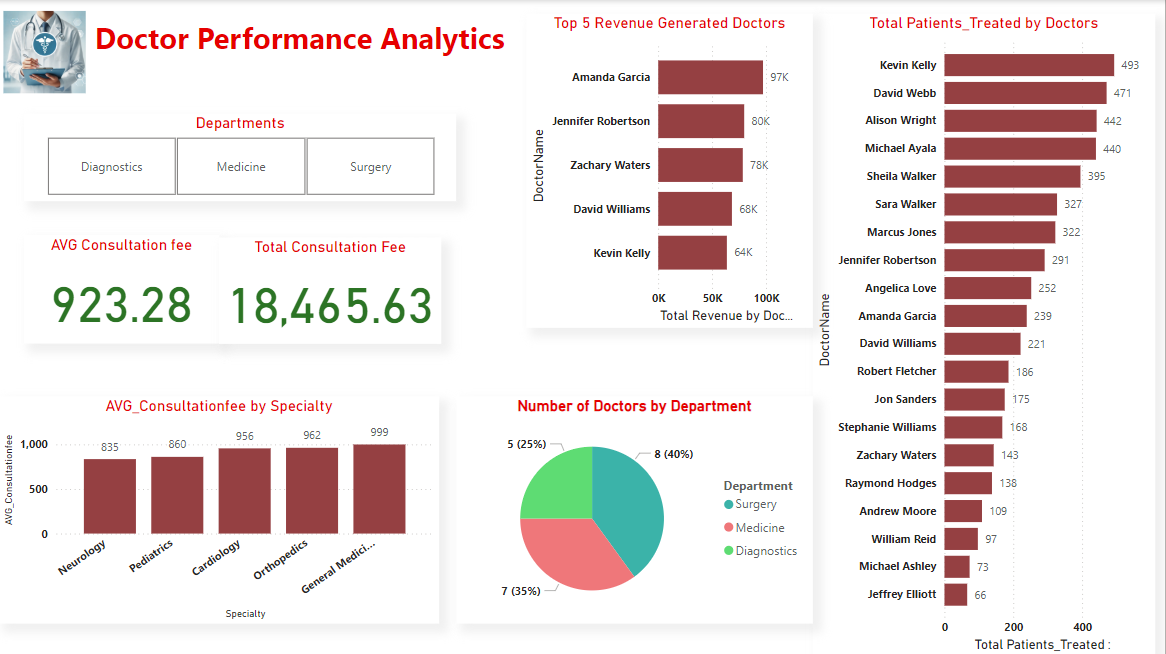 Doctor Performance Analytics
Departments
Diagnostics
Medicine
Surgery
AVG Consultation fee
923.28
Total Consultation Fee
18,465.63
Top 5 Revenue Generated Doctors
DoctorName
Amanda Garcia 97K
Jennifer Robertson 80K
Zachary Waters 78K
David Williams 68K
Kevin Kelly 64K
0K 50K 100K
Total Revenue by Doc...
AVG_Consultationfee by Specialty
AVG_Consultationfee
1,000
500
0
835 860 956 962 999
Neurology
Pediatrics
Cardiology
Orthopedics
General Medici...
Specialty
Number of Doctors by Department
5 (25%)
8 (40%)
7 (35%)
Department
Surgery
Medicine
Diagnostics
Total Patients_Treated by Doctors
DoctorName
Kevin Kelly 493
David Webb 471
Alison Wright 442
Michael Ayala 440
Sheila Walker 395
Sara Walker 327
Marcus Jones 322
Jennifer Robertson 291
Angelica Love 252
Amanda Garcia 239
David Williams 221
Robert Fletcher 186
Jon Sanders 175
Stephanie Williams 168
Zachary Waters 143
Raymond Hodges 138
Andrew Moore 109
William Reid 97
Michael Ashley 73
Jeffrey Elliott 66
0 200 400
Total Patients_Treated :